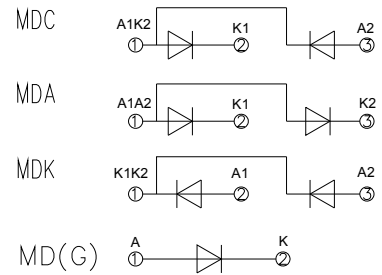 MDC A1K2 K1 A2
1 2 3
MDA A1A2 K1 K2
1 2 3
MDK K1K2 A1 A2
1 2 3
MD(G) A K
1 2